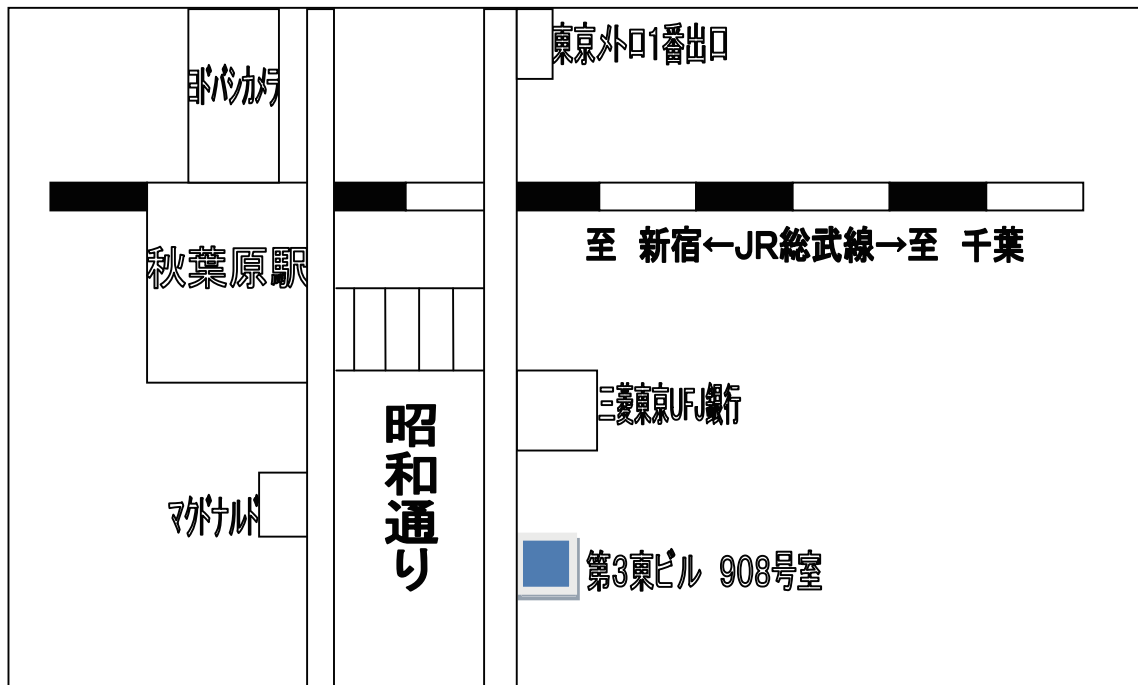 東京メトロ1番出口
ヨドバシカメラ
至 新宿←JR総武線→至 千葉
秋葉原駅
三菱東京UFJ銀行
昭和通り
マクドナルド
第3東ビル 908号室